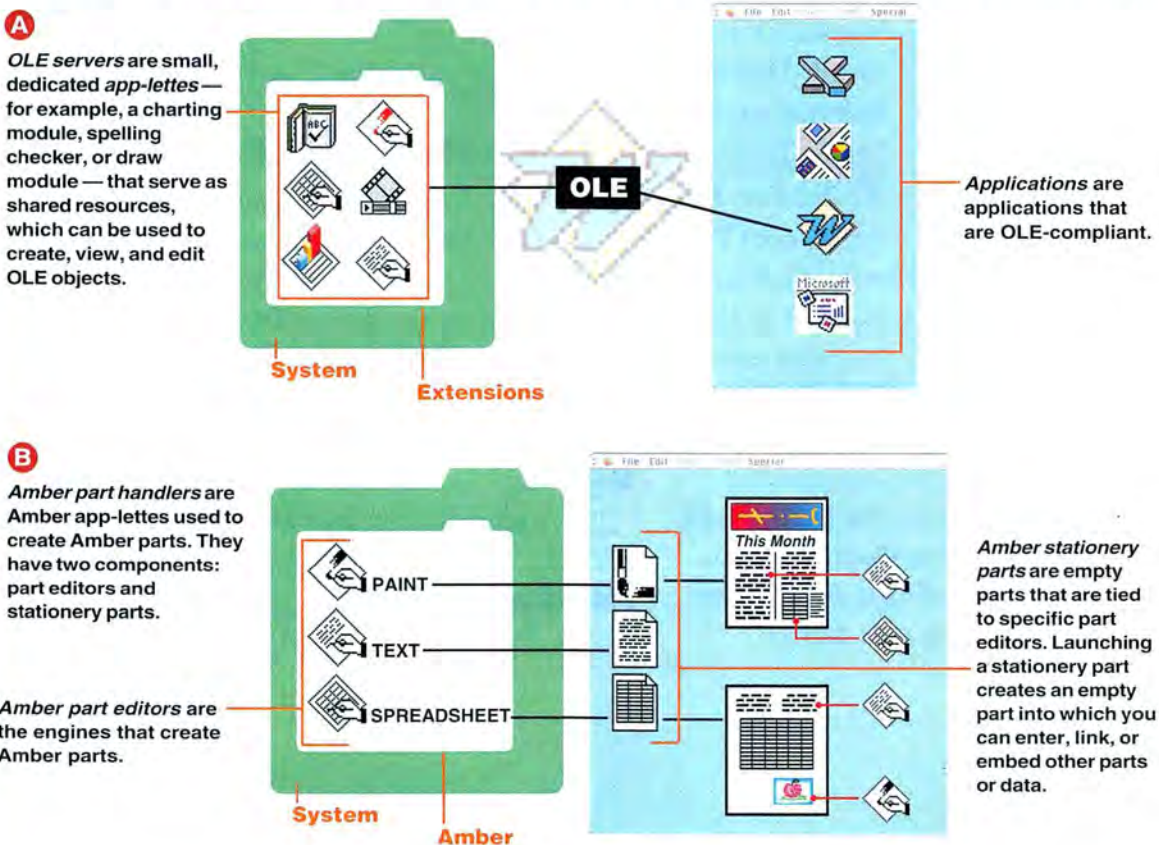 A
OLE servers are small,
dedicated app-lettes —
for example, a charting
module, spelling
checker, or draw
module — that serve as
shared resources,
which can be used to
create, view, and edit
OLE objects.
ABC
System
Extensions
OLE
W
File Edit Special
W
Microsoft
Applications are
applications that
are OLE-compliant.
B
Amber part handlers are
Amber app-lettes used to
create Amber parts. They
have two components:
part editors and
stationery parts.
Amber part editors are
the engines that create
Amber parts.
PAINT
TEXT
SPREADSHEET
System
Amber
File Edit Special
This Month
Amber stationery
parts are empty
parts that are tied
to specific part
editors. Launching
a stationery part
creates an empty
part into which you
can enter, link, or
embed other parts
or data.